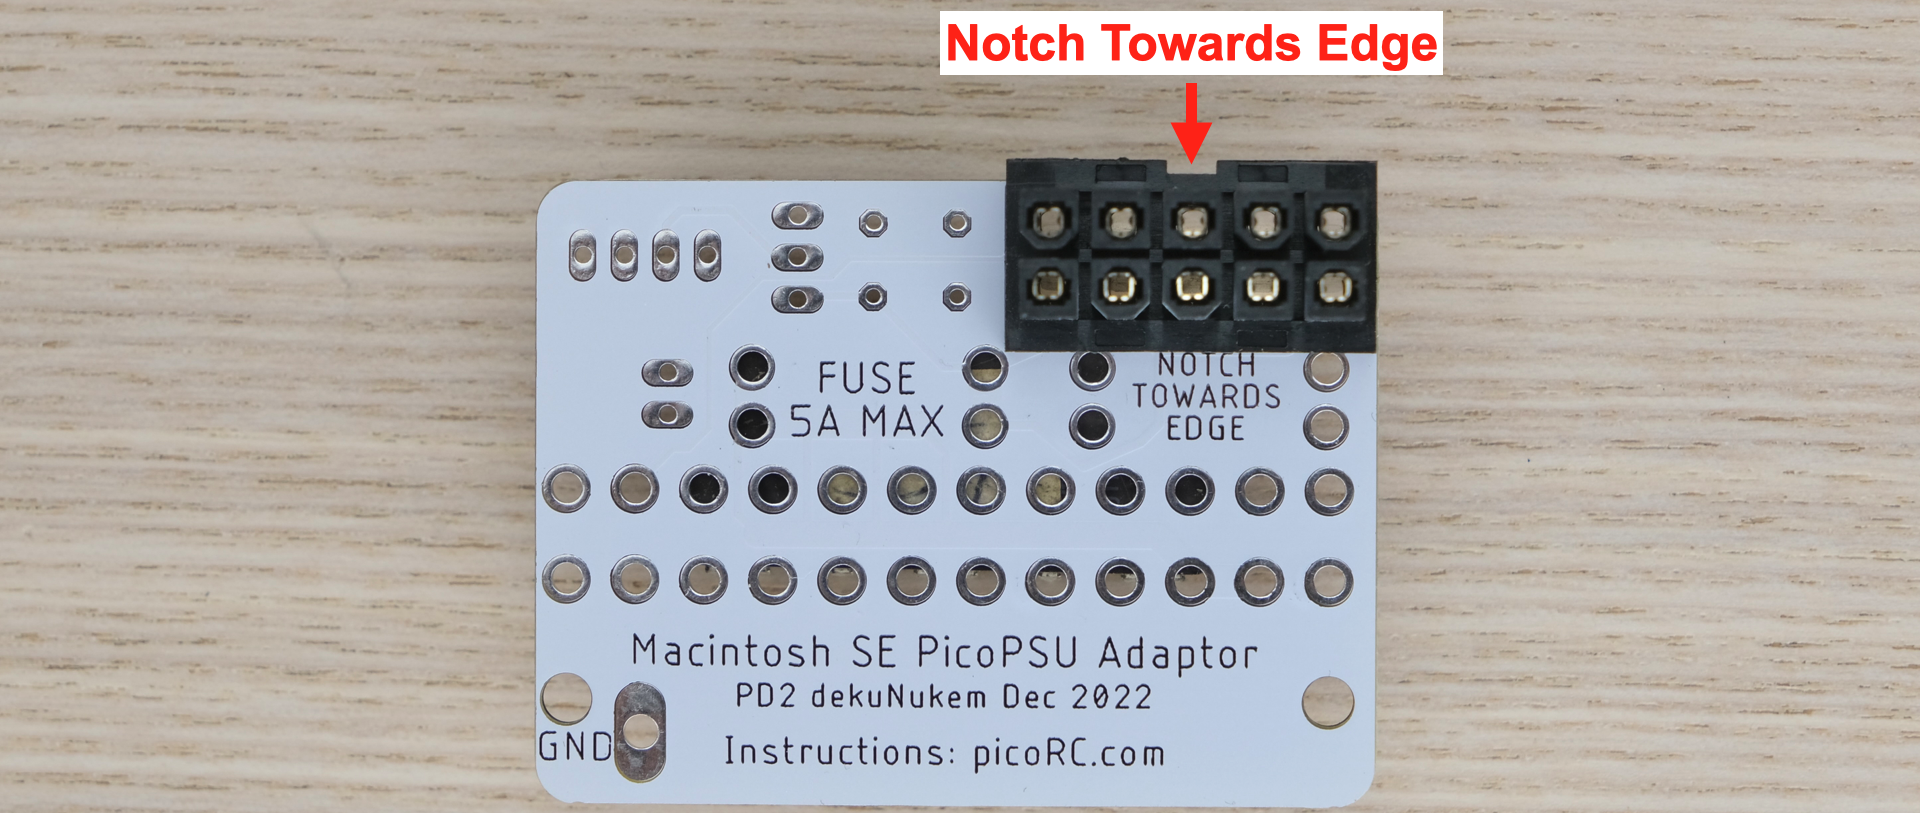 Notch Towards Edge
FUSE
5A MAX
NOTCH
TOWARDS
EDGE
Macintosh SE PicoPSU Adaptor
PD2 dekuNukem Dec 2022
GND
Instructions: picoRC.com